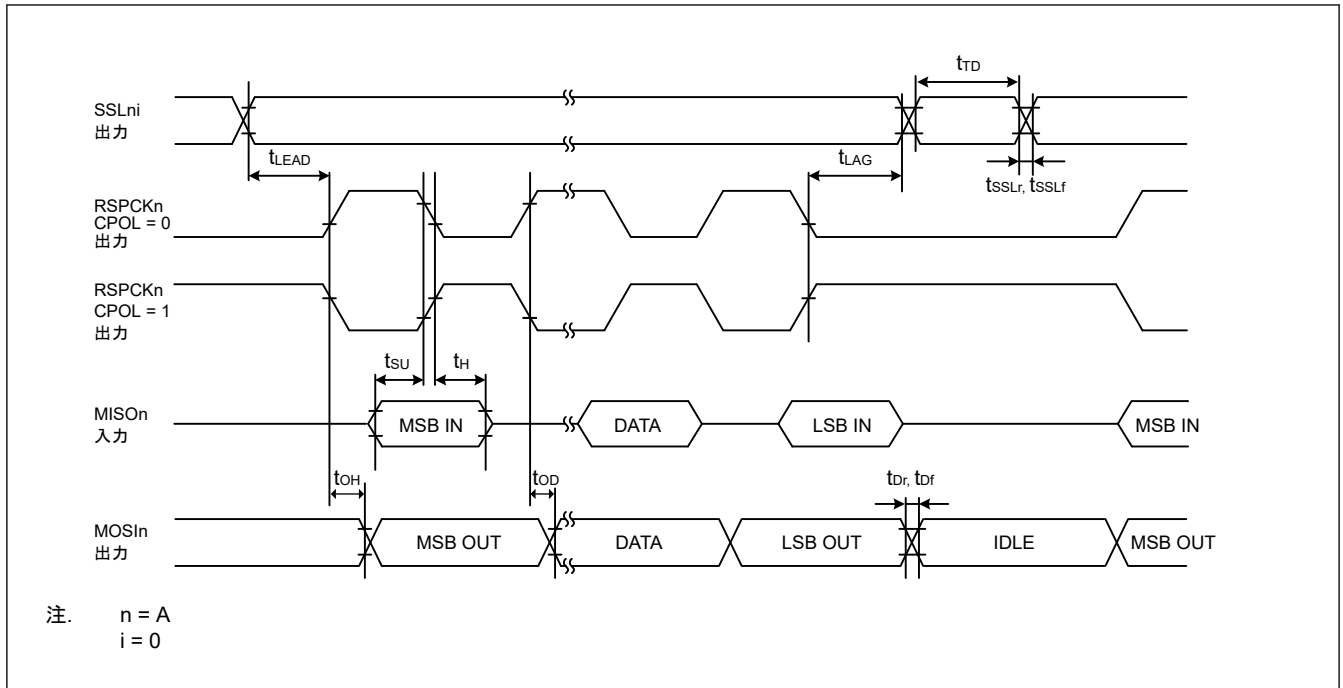 tTD
SSLni
出力
tLEAD
tLAG
tSSLr, tSSLf
RSPCKn
CPOL = 0
出力
RSPCKn
CPOL = 1
出力
tSU
tH
MISOn
入力
MSB IN
DATA
LSB IN
MSB IN
tOH
tOD
tDr, tDf
MOSIn
出力
MSB OUT
DATA
LSB OUT
IDLE
MSB OUT
注. n = A
i = 0